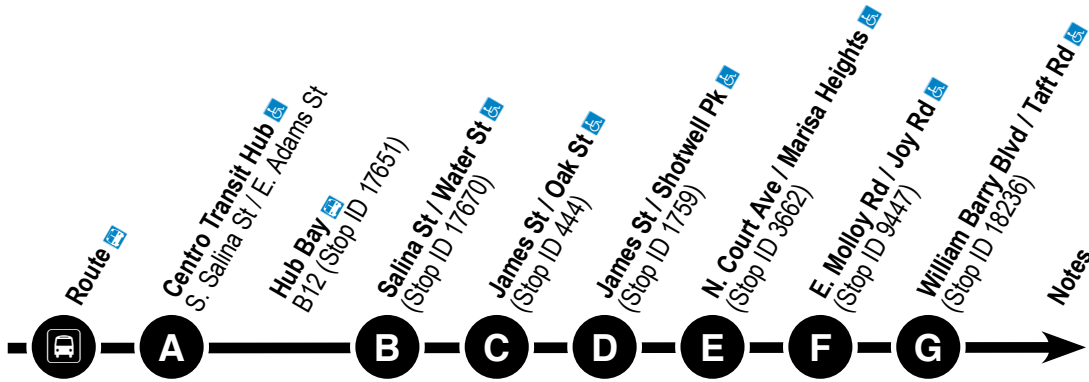 Route
Centro Transit Hub
S. Salina St / E. Adams St
Hub Bay
B12 (Stop ID 17651)
Salina St / Water St
(Stop ID 17670)
James St / Oak St
(Stop ID 444)
James St / Shotwell Pk
(Stop ID 1759)
N. Court Ave / Marisa Heights
(Stop ID 3662)
E. Molloy Rd / Joy Rd
(Stop ID 9447)
William Barry Blvd / Taft Rd
(Stop ID 18236)
Notes
A
B
C
D
E
F
G